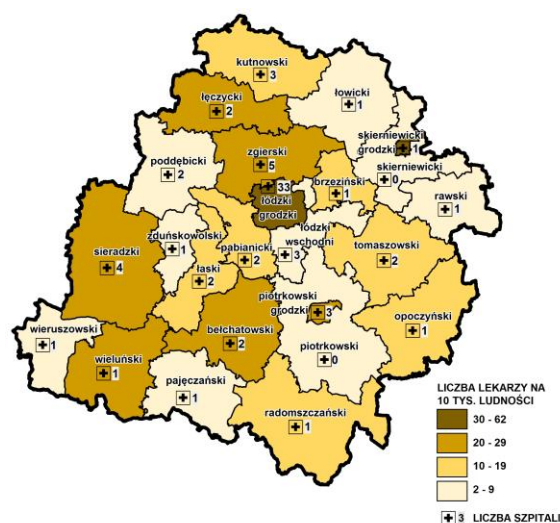 kutnowski
3
łowicki
1
łęczycki
2
skierniewicki
grodzki
1
zgierski
5
poddębicki
2
skierniewicki
0
33
łódzki
grodzki
brzeziński
1
rawski
1
łódzki
wschodni
3
zduńskowolski
1
pabianicki
2
tomaszowski
2
sieradzki
4
łaski
2
piotrkowski
grodzki
3
opoczyński
1
wieruszowski
1
bełchatowski
2
piotrkowski
0
wieluński
1
pajęczański
1
radomszczański
1
LICZBA LEKARZY NA
10 TYS. LUDNOŚCI
30 - 62
20 - 29
10 - 19
2 - 9
3 LICZBA SZPITALI